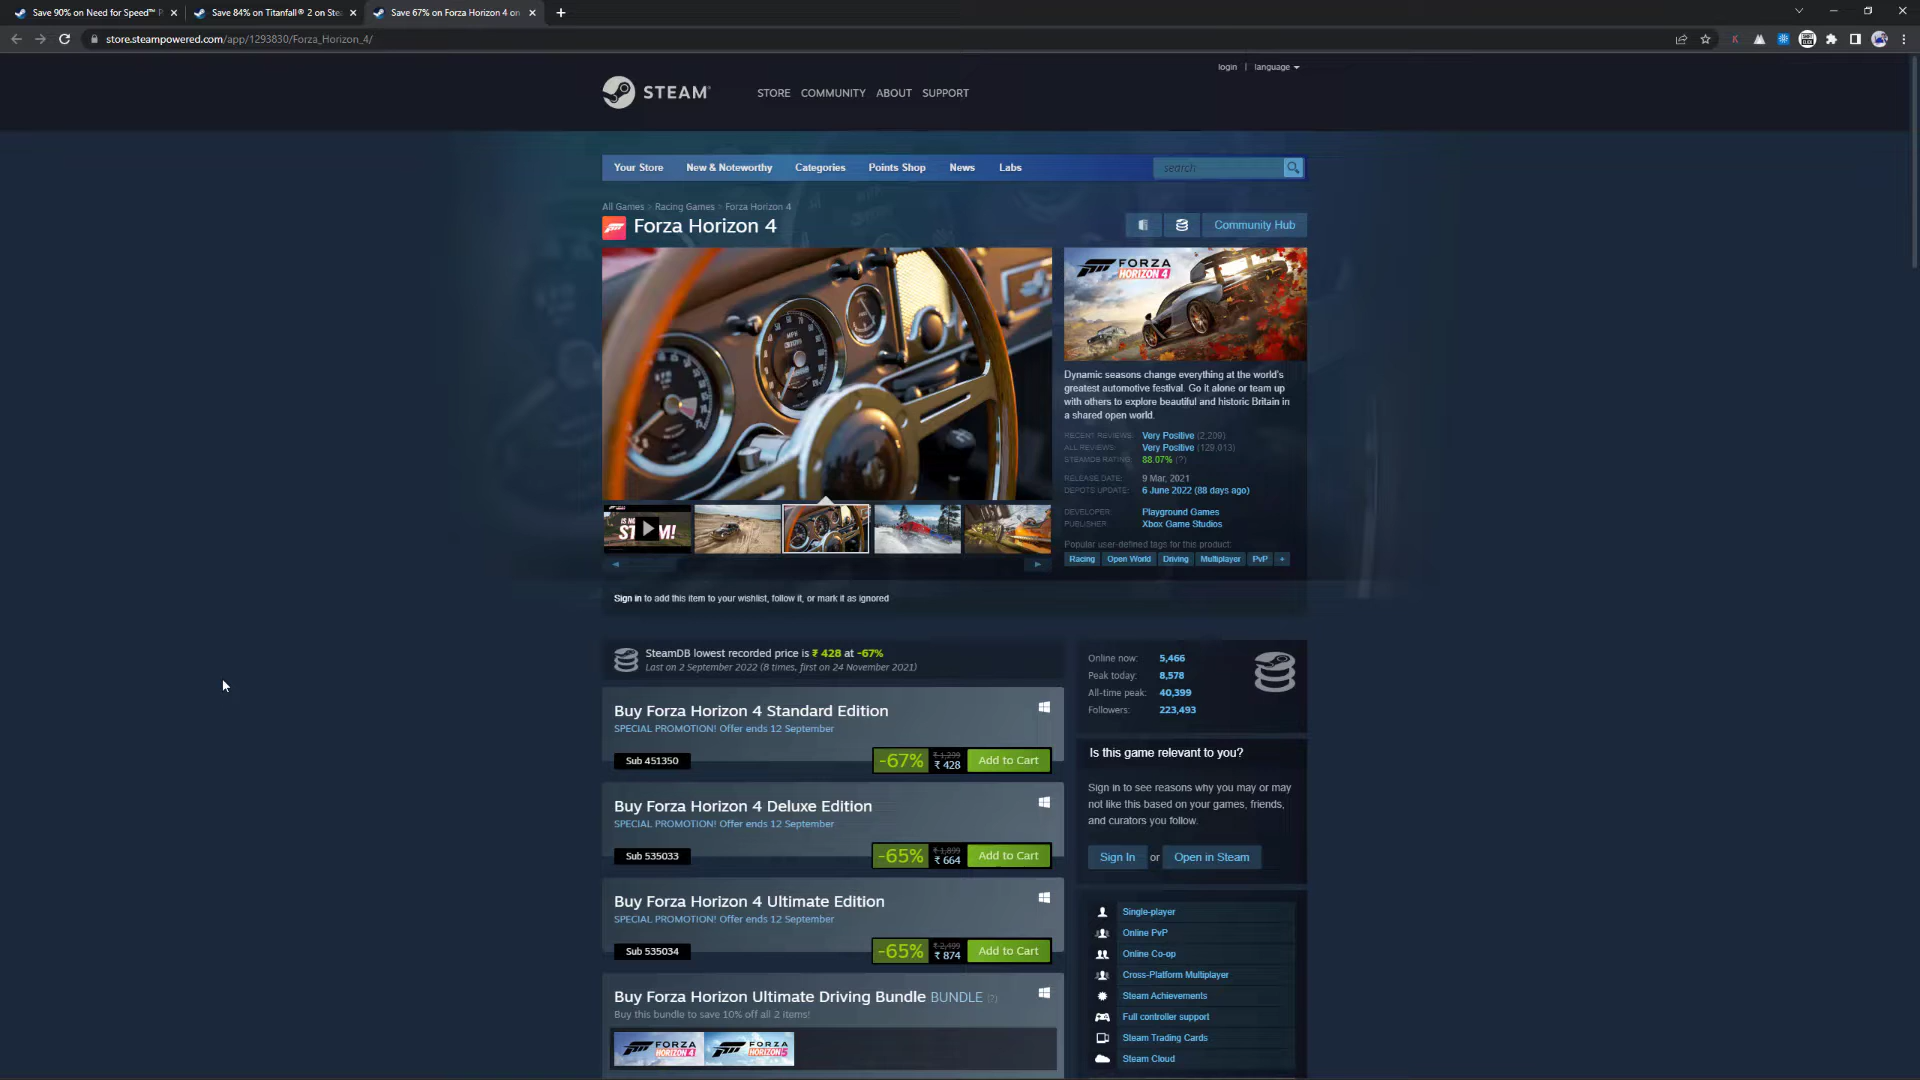 Save 90% on Need for Speed™
Save 84% on Titanfall® 2 on Ste
Save 67% on Forza Horizon 4 on
store.steampowered.com/app/1293830/Forza_Horizon_4/
login | language
STEAM®
STORE COMMUNITY ABOUT SUPPORT
Your Store New & Noteworthy Categories Points Shop News Labs search
All Games > Racing Games > Forza Horizon 4
Forza Horizon 4
Community Hub
FORZA
HORIZON 4
Dynamic seasons change everything at the world's
greatest automotive festival. Go it alone or team up
with others to explore beautiful and historic Britain in
a shared open world.
RECENT REVIEWS: Very Positive (2,209)
ALL REVIEWS: Very Positive (129,013)
STEAMDB RATING: 88.07% (?)
RELEASE DATE: 9 Mar, 2021
DEPOTS UPDATE: 6 June 2022 (88 days ago)
DEVELOPER: Playground Games
PUBLISHER: Xbox Game Studios
Popular user-defined tags for this product:
Racing Open World Driving Multiplayer PvP +
Sign in to add this item to your wishlist, follow it, or mark it as ignored
SteamDB lowest recorded price is ₹ 428 at -67%
Last on 2 September 2022 (8 times, first on 24 November 2021)
Buy Forza Horizon 4 Standard Edition
SPECIAL PROMOTION! Offer ends 12 September
Sub 451350
-67% ₹ 1,299 ₹ 428 Add to Cart
Buy Forza Horizon 4 Deluxe Edition
SPECIAL PROMOTION! Offer ends 12 September
Sub 535033
-65% ₹ 1,899 ₹ 664 Add to Cart
Buy Forza Horizon 4 Ultimate Edition
SPECIAL PROMOTION! Offer ends 12 September
Sub 535034
-65% ₹ 2,499 ₹ 874 Add to Cart
Buy Forza Horizon Ultimate Driving Bundle BUNDLE (?)
Buy this bundle to save 10% off all 2 items!
FORZA HORIZON 4
FORZA HORIZON 5
Online now: 5,466
Peak today: 8,578
All-time peak: 40,399
Followers: 223,493
Is this game relevant to you?
Sign in to see reasons why you may or may
not like this based on your games, friends,
and curators you follow.
Sign In or Open in Steam
Single-player
Online PvP
Online Co-op
Cross-Platform Multiplayer
Steam Achievements
Full controller support
Steam Trading Cards
Steam Cloud